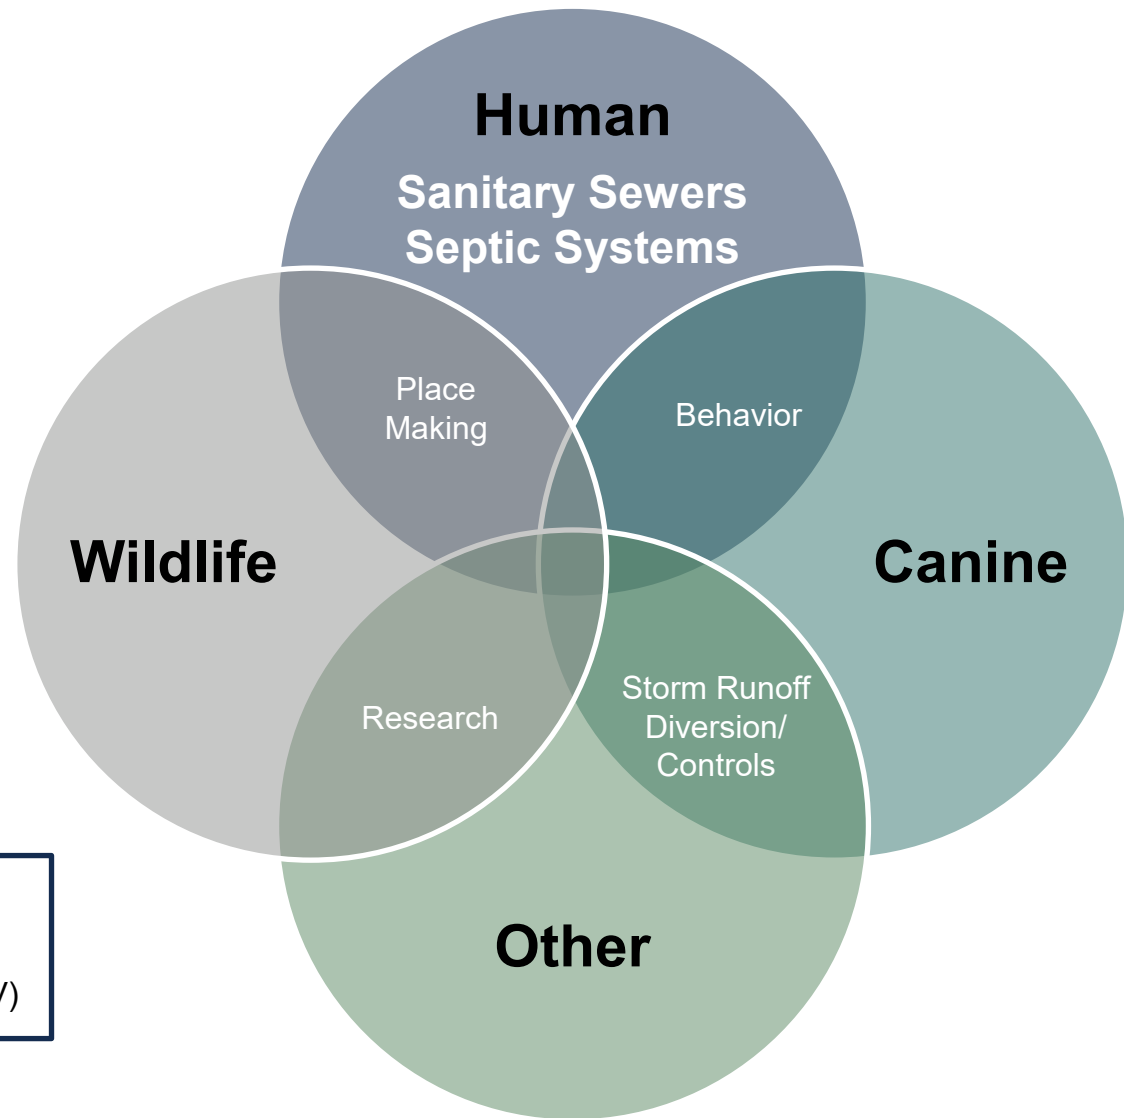 Human
Sanitary Sewers
Septic Systems
Place
Making
Behavior
Wildlife
Canine
Research
Storm Runoff
Diversion/
Controls
Other